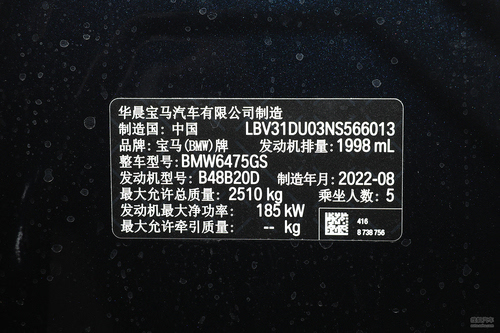 华晨宝马汽车有限公司制造
制造国: 中国 LBV31DU03NS566013
品牌: 宝马(BMW)牌 发动机排量: 1998 mL
整车型号: BMW6475GS
发动机型号: B48B20D 制造年月: 2022-08
最大允许总质量: 2510 kg 乘坐人数: 5
发动机最大净功率: 185 kW
最大允许牵引质量: -- kg
416
8 738 756